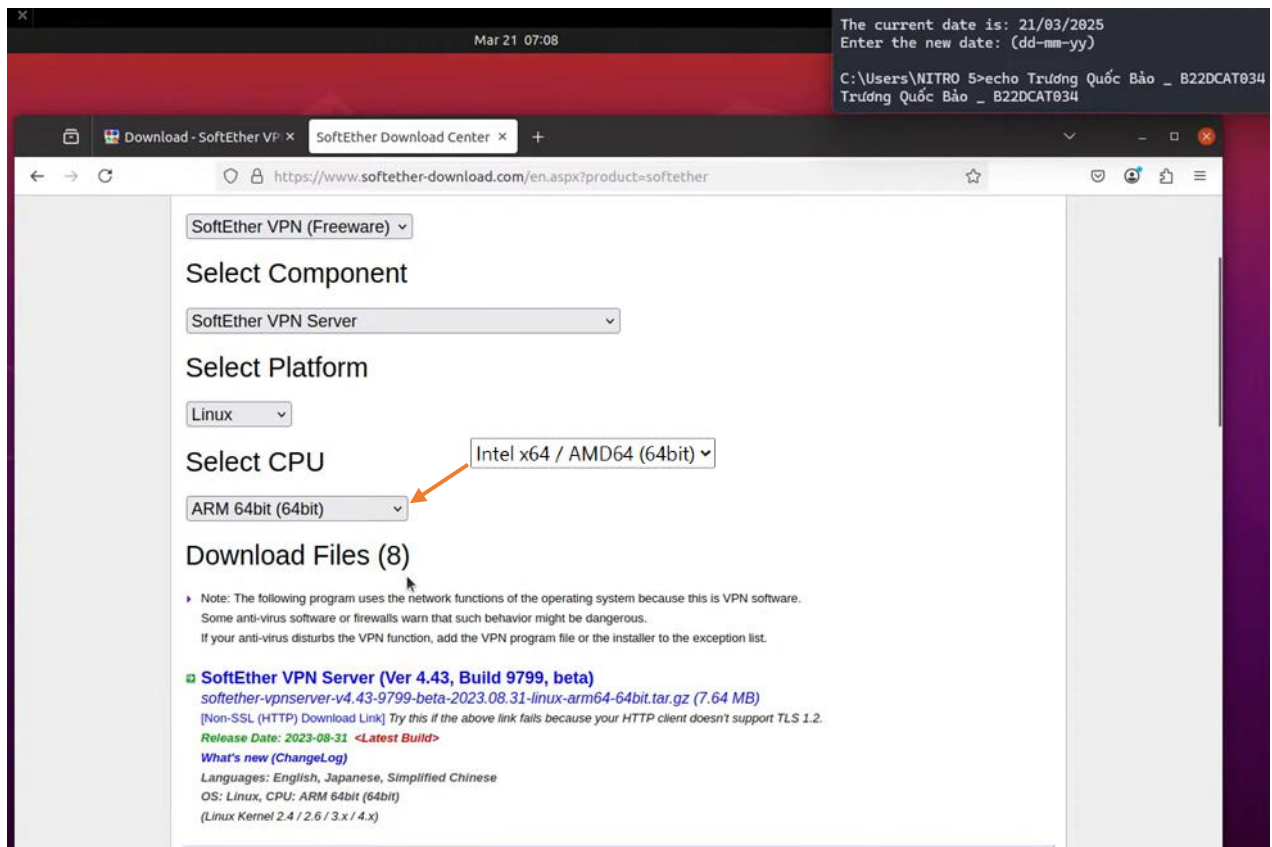 Mar 21 07:08
The current date is: 21/03/2025
Enter the new date: (dd-mm-yy)
C:\Users\NITRO 5>echo Trương Quốc Bảo _ B22DCAT034
Trương Quốc Bảo _ B22DCAT034
Download - SoftEther VP
SoftEther Download Center
https://www.softether-download.com/en.aspx?product=softether
SoftEther VPN (Freeware)
Select Component
SoftEther VPN Server
Select Platform
Linux
Intel x64 / AMD64 (64bit)
Select CPU
ARM 64bit (64bit)
Download Files (8)
Note: The following program uses the network functions of the operating system because this is VPN software.
Some anti-virus software or firewalls warn that such behavior might be dangerous.
If your anti-virus disturbs the VPN function, add the VPN program file or the installer to the exception list.
SoftEther VPN Server (Ver 4.43, Build 9799, beta)
softether-vpnserver-v4.43-9799-beta-2023.08.31-linux-arm64-64bit.tar.gz (7.64 MB)
[Non-SSL (HTTP) Download Link] Try this if the above link fails because your HTTP client doesn't support TLS 1.2.
Release Date: 2023-08-31 <Latest Build>
What's new (ChangeLog)
Languages: English, Japanese, Simplified Chinese
OS: Linux, CPU: ARM 64bit (64bit)
(Linux Kernel 2.4 / 2.6 / 3.x / 4.x)